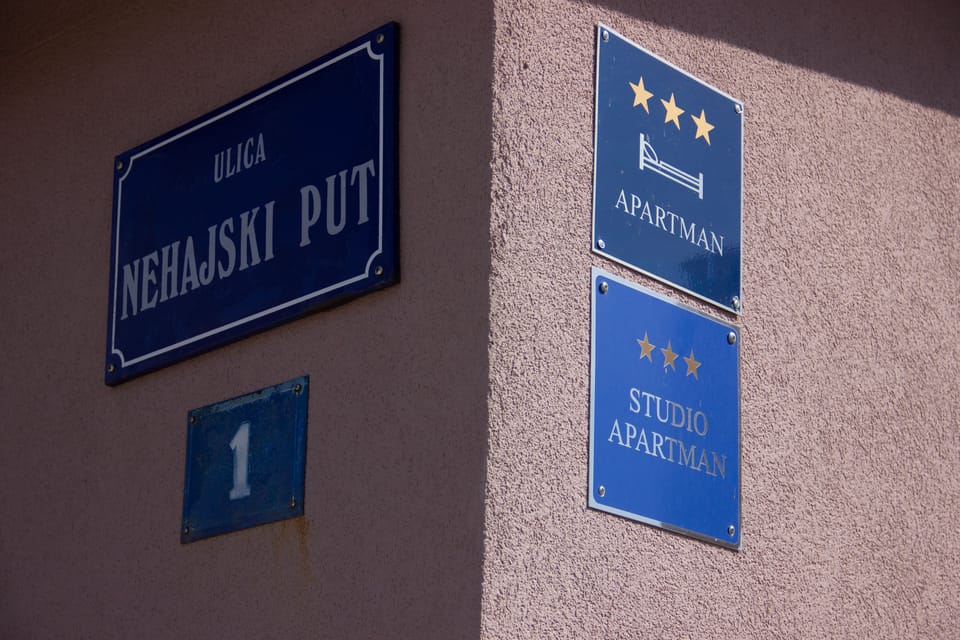 ULICA
NEHAJSKI PUT
1
APARTMAN
STUDIO
APARTMAN